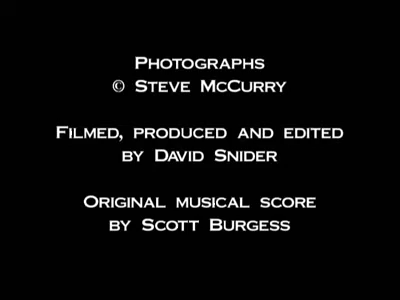 Photographs
© Steve McCurry
Filmed, produced and edited
by David Snider
Original musical score
by Scott Burgess